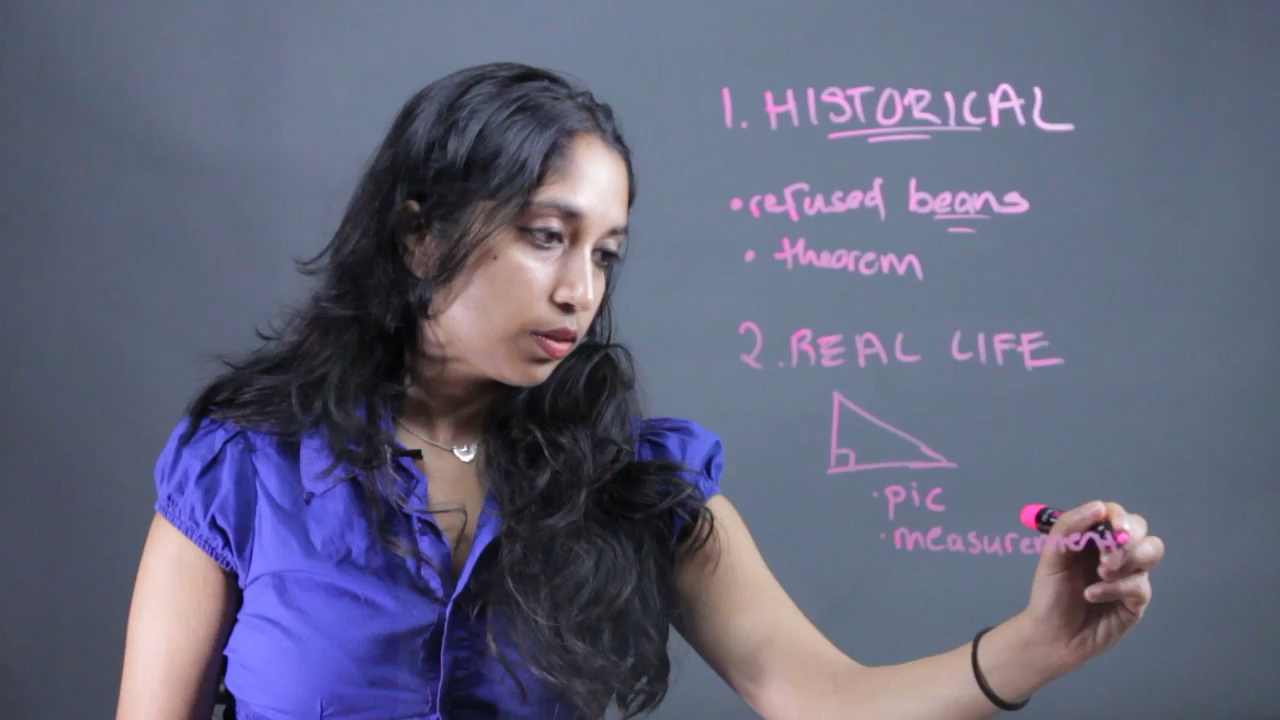 1. HISTORICAL
• refused beans
• theorem
2. REAL LIFE
• pic
• measurement